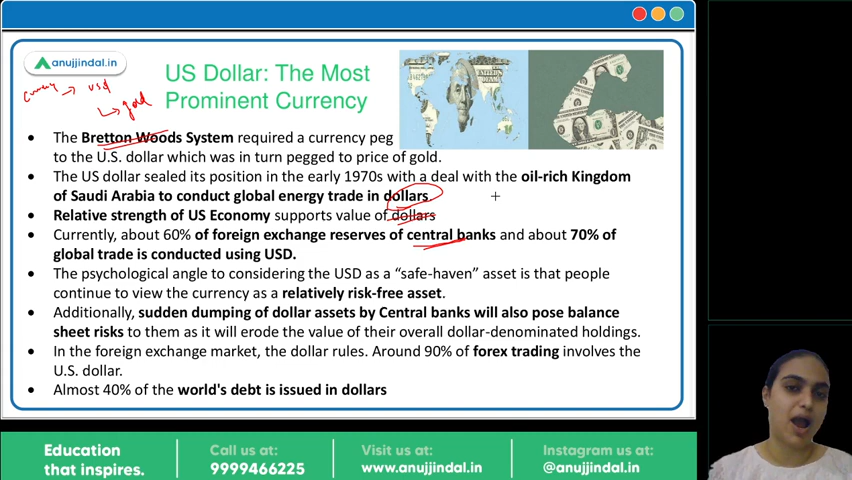 anujjindal.in
US Dollar: The Most
Prominent Currency
Currency → usd
↳ gold
• The Bretton Woods System required a currency peg
to the U.S. dollar which was in turn pegged to price of gold.
• The US dollar sealed its position in the early 1970s with a deal with the oil-rich Kingdom
of Saudi Arabia to conduct global energy trade in dollars.
• Relative strength of US Economy supports value of dollars
• Currently, about 60% of foreign exchange reserves of central banks and about 70% of
global trade is conducted using USD.
• The psychological angle to considering the USD as a “safe-haven” asset is that people
continue to view the currency as a relatively risk-free asset.
• Additionally, sudden dumping of dollar assets by Central banks will also pose balance
sheet risks to them as it will erode the value of their overall dollar-denominated holdings.
• In the foreign exchange market, the dollar rules. Around 90% of forex trading involves the
U.S. dollar.
• Almost 40% of the world's debt is issued in dollars
Education
that inspires.
Call us at:
9999466225
Visit us at:
www.anujjindal.in
Instagram us at:
@anujjindal.in